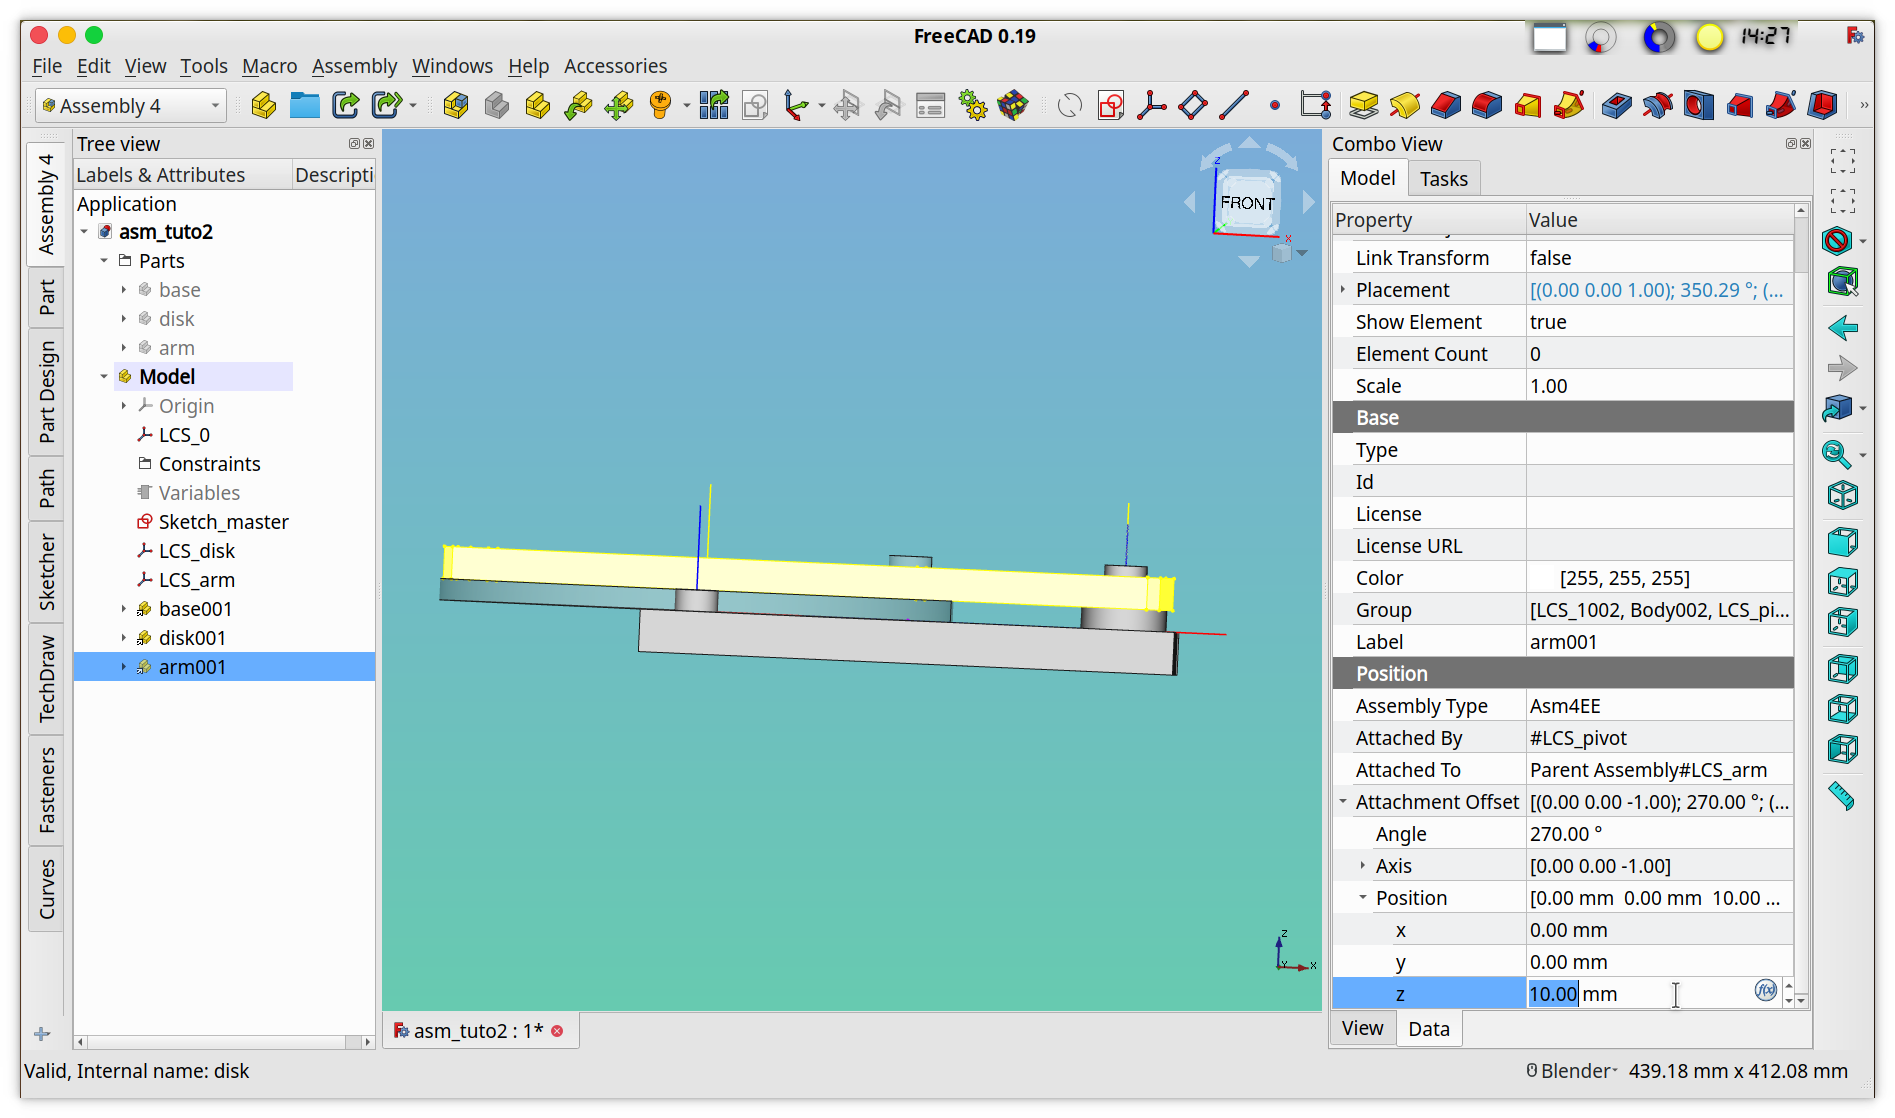 FreeCAD 0.19
14:27
File Edit View Tools Macro Assembly Windows Help Accessories
Assembly 4
»
Assembly 4
Part
Part Design
Path
Sketcher
TechDraw
Fasteners
Curves
Tree view
Labels & Attributes Descripti
Application
asm_tuto2
Parts
base
disk
arm
Model
Origin
LCS_0
Constraints
Variables
Sketch_master
LCS_disk
LCS_arm
base001
disk001
arm001
Z
FRONT
X
Z
Y
X
asm_tuto2 : 1*
Combo View
Model Tasks
Property Value
Link Transform false
Placement [(0.00 0.00 1.00); 350.29 °; (...
Show Element true
Element Count 0
Scale 1.00
Base
Type
Id
License
License URL
Color [255, 255, 255]
Group [LCS_1002, Body002, LCS_pi...
Label arm001
Position
Assembly Type Asm4EE
Attached By #LCS_pivot
Attached To Parent Assembly#LCS_arm
Attachment Offset [(0.00 0.00 -1.00); 270.00 °; (...
Angle 270.00 °
Axis [0.00 0.00 -1.00]
Position [0.00 mm 0.00 mm 10.00 ...
x 0.00 mm
y 0.00 mm
z 10.00 mm f(x)
View Data
Valid, Internal name: disk
Blender 439.18 mm x 412.08 mm